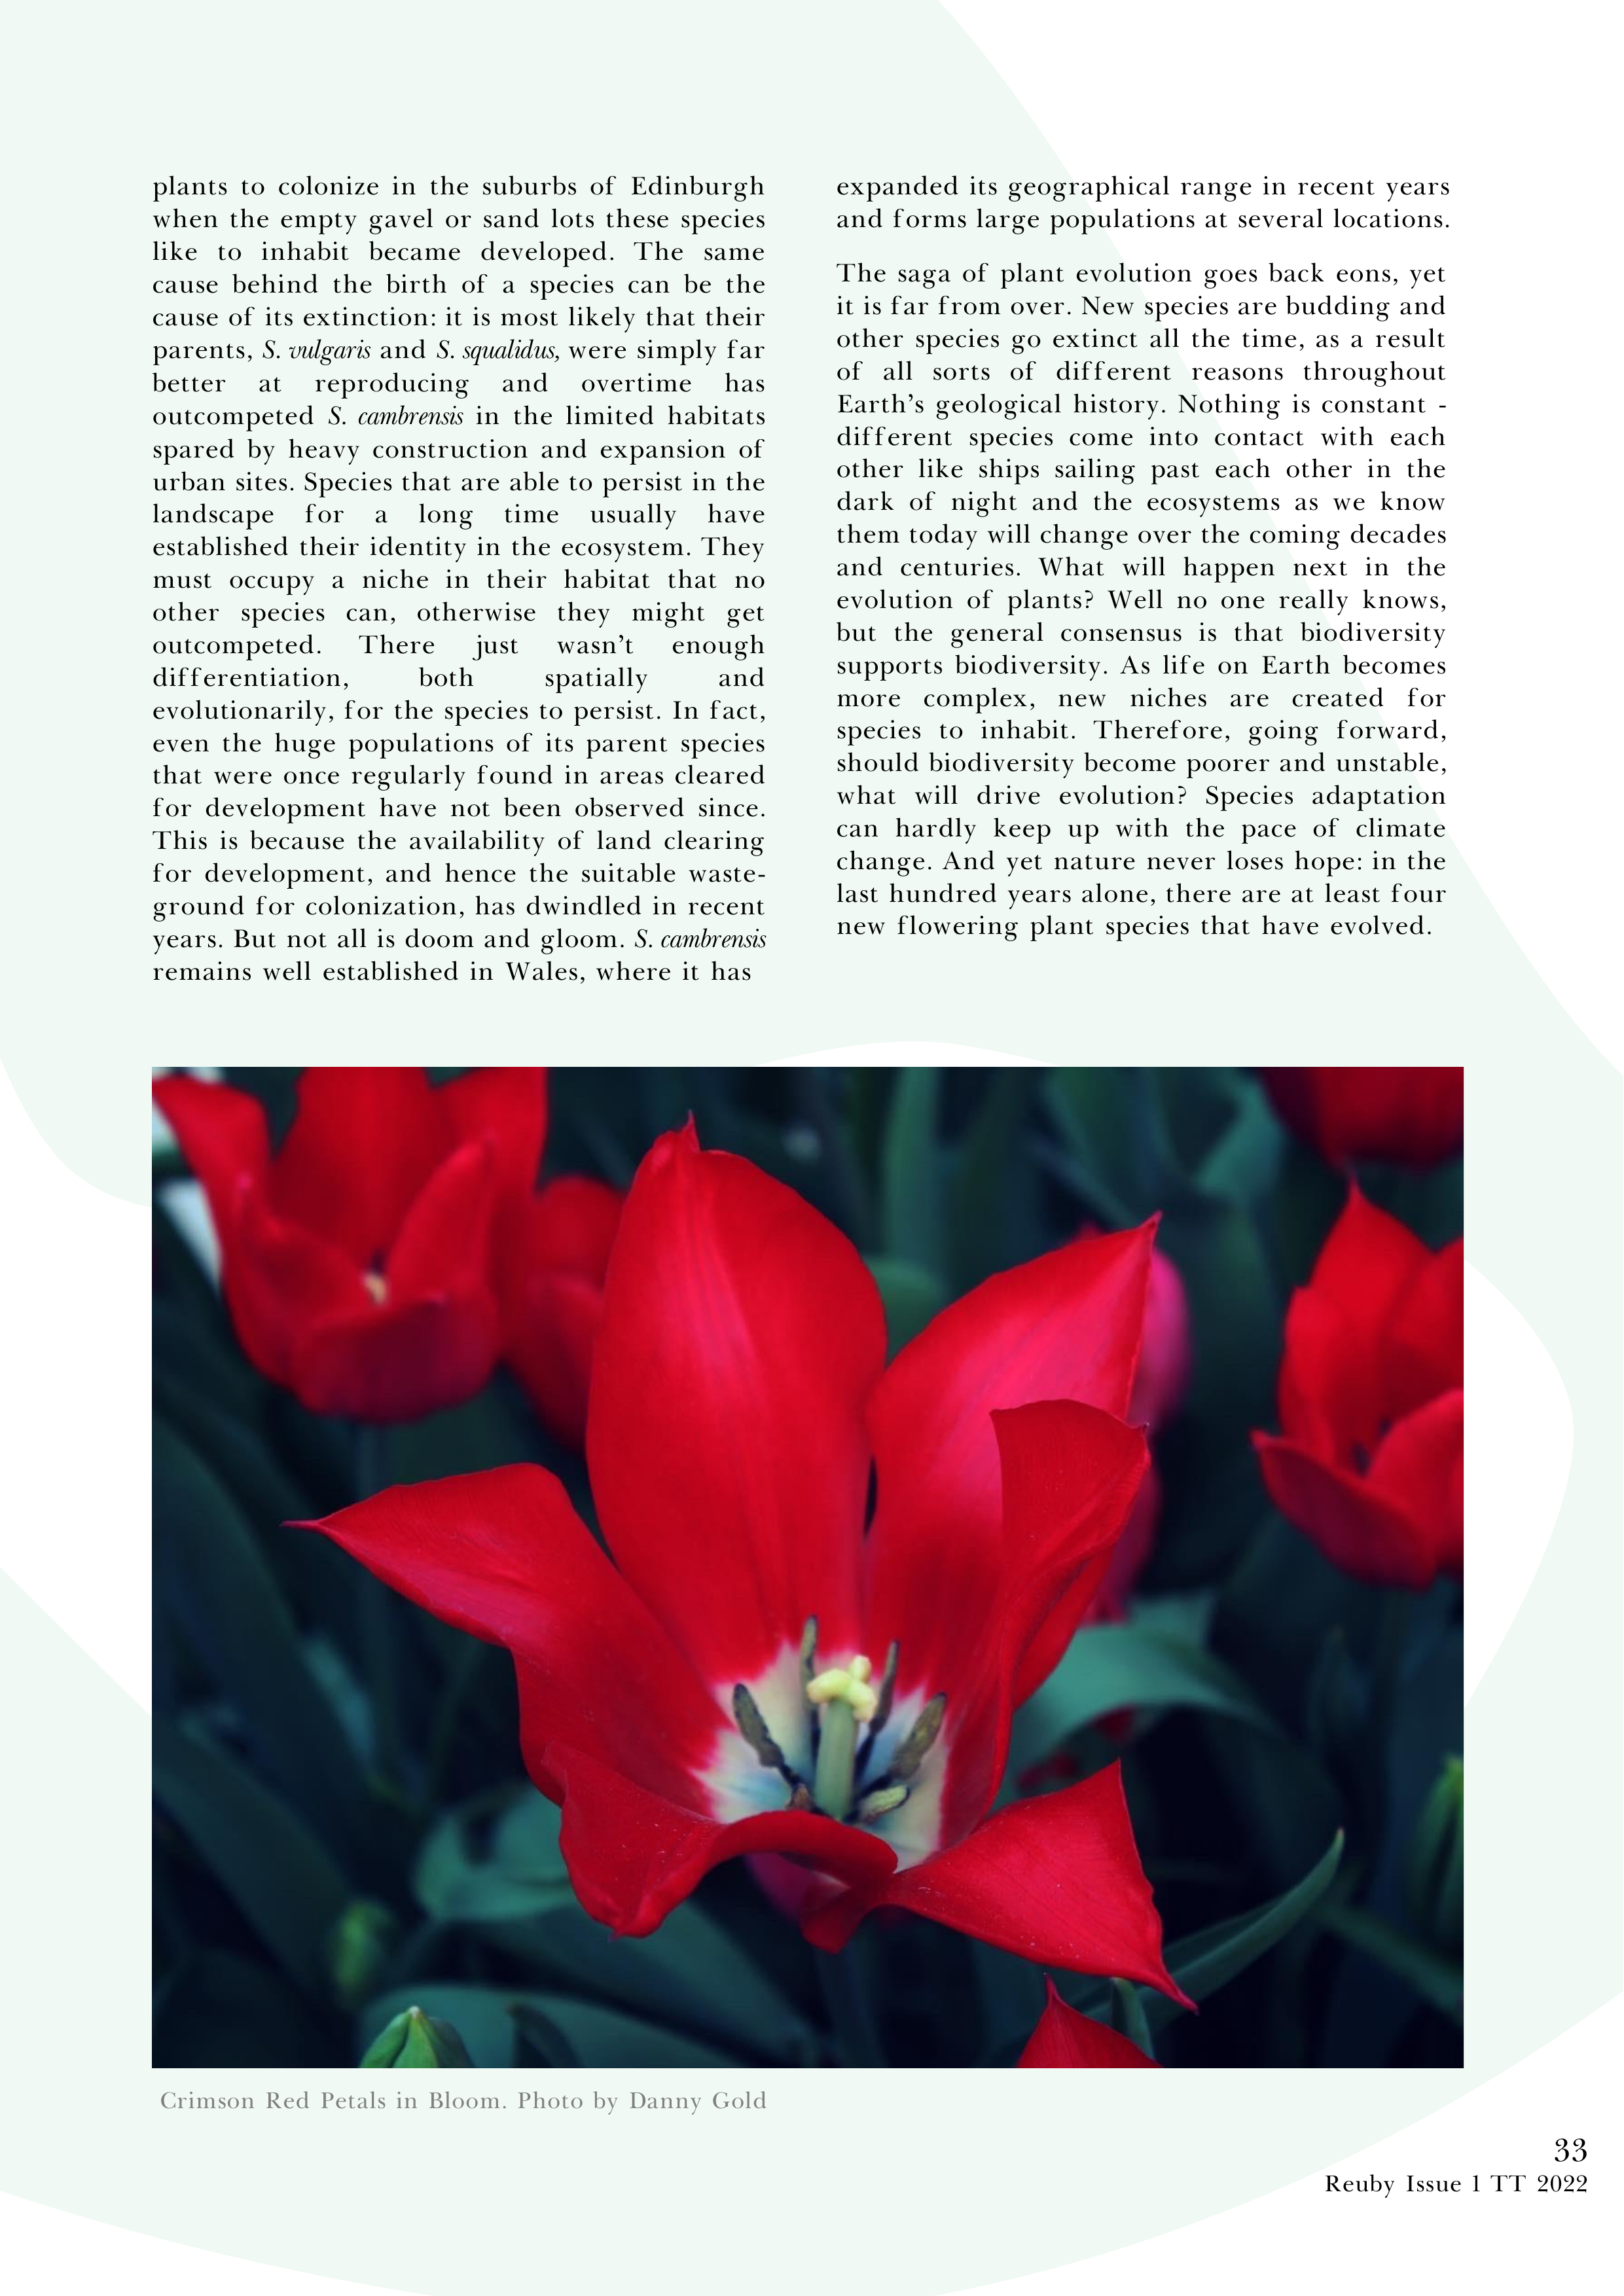 plants to colonize in the suburbs of Edinburgh
when the empty gavel or sand lots these species
like to inhabit became developed. The same
cause behind the birth of a species can be the
cause of its extinction: it is most likely that their
parents, S. vulgaris and S. squalidus, were simply far
better at reproducing and overtime has
outcompeted S. cambrensis in the limited habitats
spared by heavy construction and expansion of
urban sites. Species that are able to persist in the
landscape for a long time usually have
established their identity in the ecosystem. They
must occupy a niche in their habitat that no
other species can, otherwise they might get
outcompeted. There just wasn't enough
differentiation, both spatially and
evolutionarily, for the species to persist. In fact,
even the huge populations of its parent species
that were once regularly found in areas cleared
for development have not been observed since.
This is because the availability of land clearing
for development, and hence the suitable waste-
ground for colonization, has dwindled in recent
years. But not all is doom and gloom. S. cambrensis
remains well established in Wales, where it has
expanded its geographical range in recent years
and forms large populations at several locations.
The saga of plant evolution goes back eons, yet
it is far from over. New species are budding and
other species go extinct all the time, as a result
of all sorts of different reasons throughout
Earth's geological history. Nothing is constant -
different species come into contact with each
other like ships sailing past each other in the
dark of night and the ecosystems as we know
them today will change over the coming decades
and centuries. What will happen next in the
evolution of plants? Well no one really knows,
but the general consensus is that biodiversity
supports biodiversity. As life on Earth becomes
more complex, new niches are created for
species to inhabit. Therefore, going forward,
should biodiversity become poorer and unstable,
what will drive evolution? Species adaptation
can hardly keep up with the pace of climate
change. And yet nature never loses hope: in the
last hundred years alone, there are at least four
new flowering plant species that have evolved.
Crimson Red Petals in Bloom. Photo by Danny Gold
33
Reuby Issue 1 TT 2022